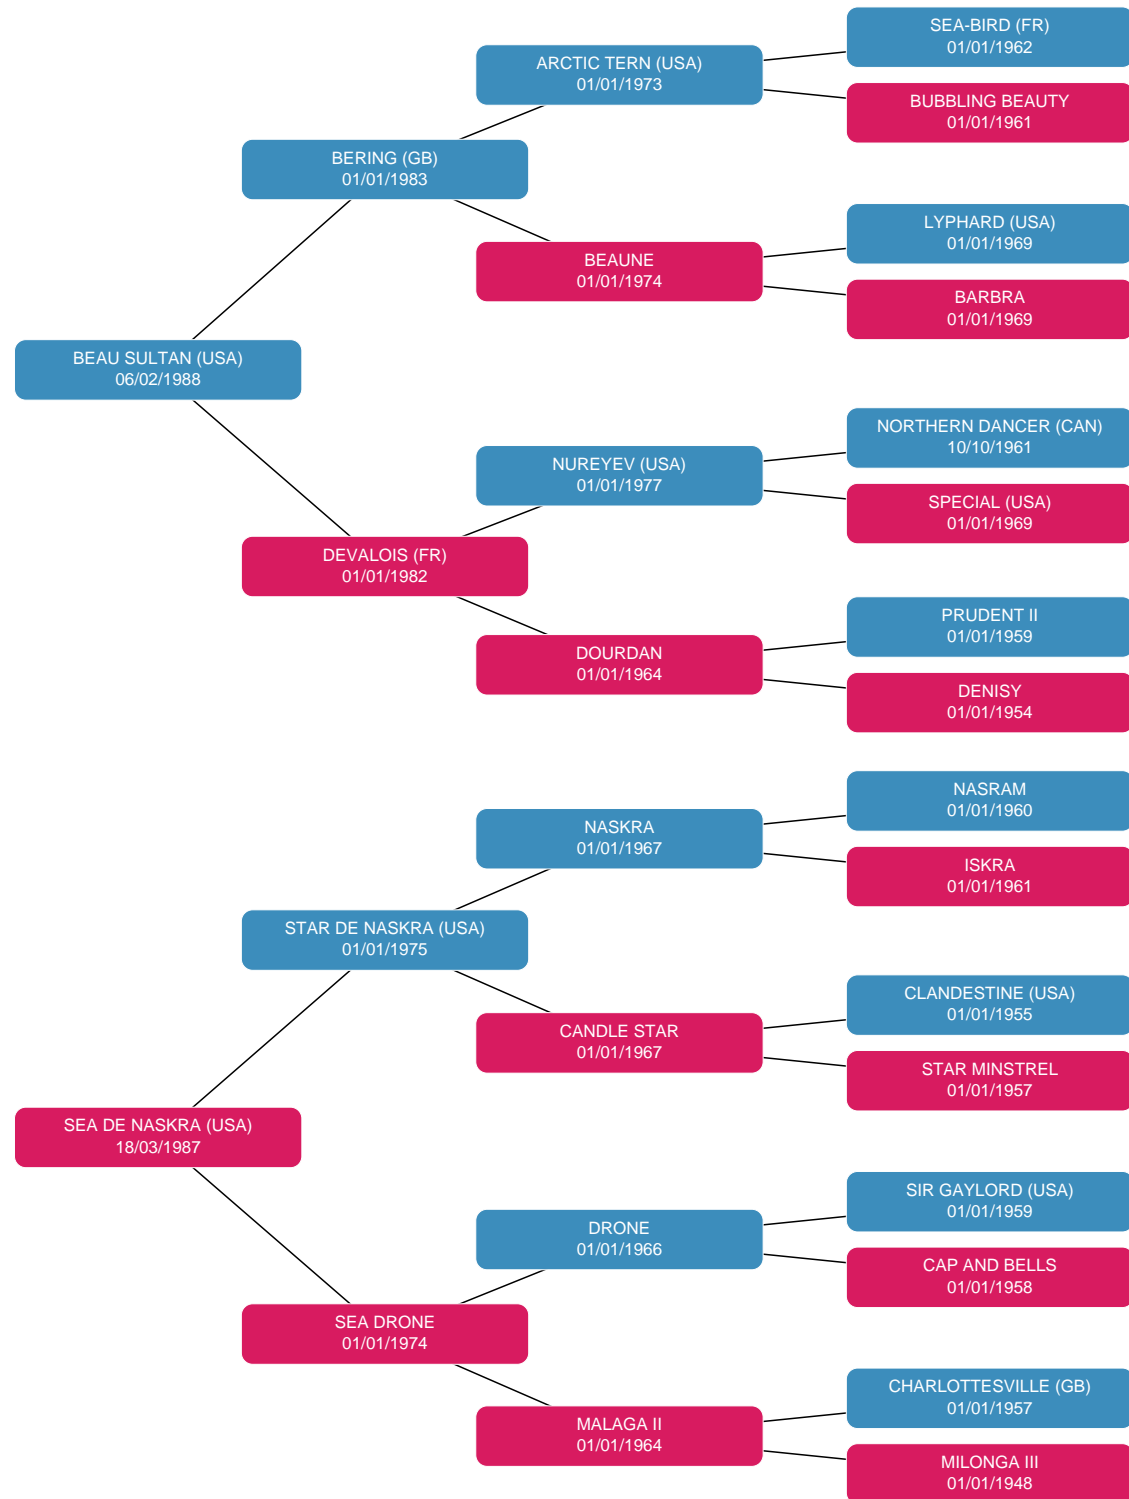 SEA-BIRD (FR)
01/01/1962
ARCTIC TERN (USA)
01/01/1973
BUBBLING BEAUTY
01/01/1961
BERING (GB)
01/01/1983
LYPHARD (USA)
01/01/1969
BEAUNE
01/01/1974
BARBRA
01/01/1969
BEAU SULTAN (USA)
06/02/1988
NORTHERN DANCER (CAN)
10/10/1961
NUREYEV (USA)
01/01/1977
SPECIAL (USA)
01/01/1969
DEVALOIS (FR)
01/01/1982
PRUDENT II
01/01/1959
DOURDAN
01/01/1964
DENISY
01/01/1954
NASRAM
01/01/1960
NASKRA
01/01/1967
ISKRA
01/01/1961
STAR DE NASKRA (USA)
01/01/1975
CLANDESTINE (USA)
01/01/1955
CANDLE STAR
01/01/1967
STAR MINSTREL
01/01/1957
SEA DE NASKRA (USA)
18/03/1987
SIR GAYLORD (USA)
01/01/1959
DRONE
01/01/1966
CAP AND BELLS
01/01/1958
SEA DRONE
01/01/1974
CHARLOTTESVILLE (GB)
01/01/1957
MALAGA II
01/01/1964
MILONGA III
01/01/1948